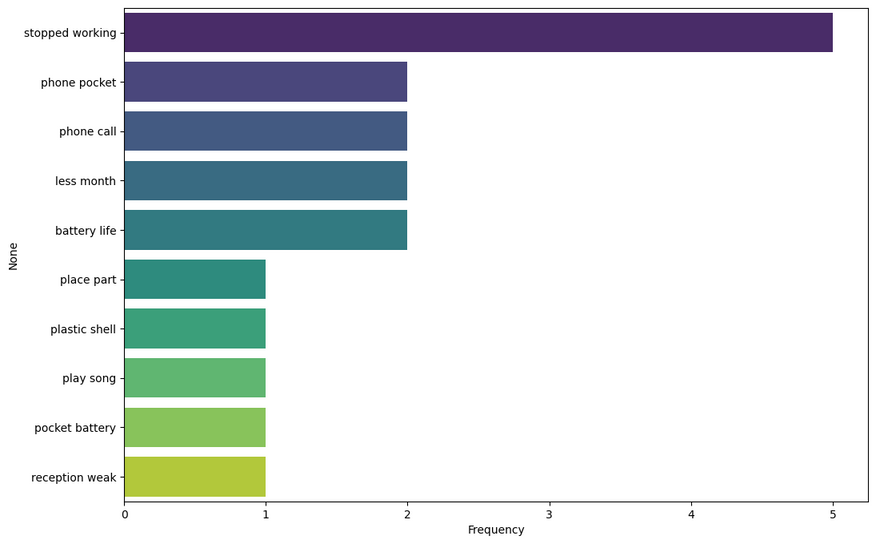 stopped working
phone pocket
phone call
less month
battery life
place part
plastic shell
play song
pocket battery
reception weak
None
0 1 2 3 4 5
Frequency